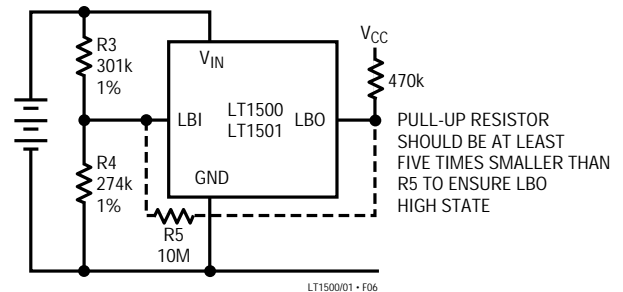 R3
301k
1%
V_IN
V_CC
470k
LBI
LT1500
LT1501
LBO
PULL-UP RESISTOR
SHOULD BE AT LEAST
FIVE TIMES SMALLER THAN
R5 TO ENSURE LBO
HIGH STATE
R4
274k
1%
GND
R5
10M
LT1500/01 • F06